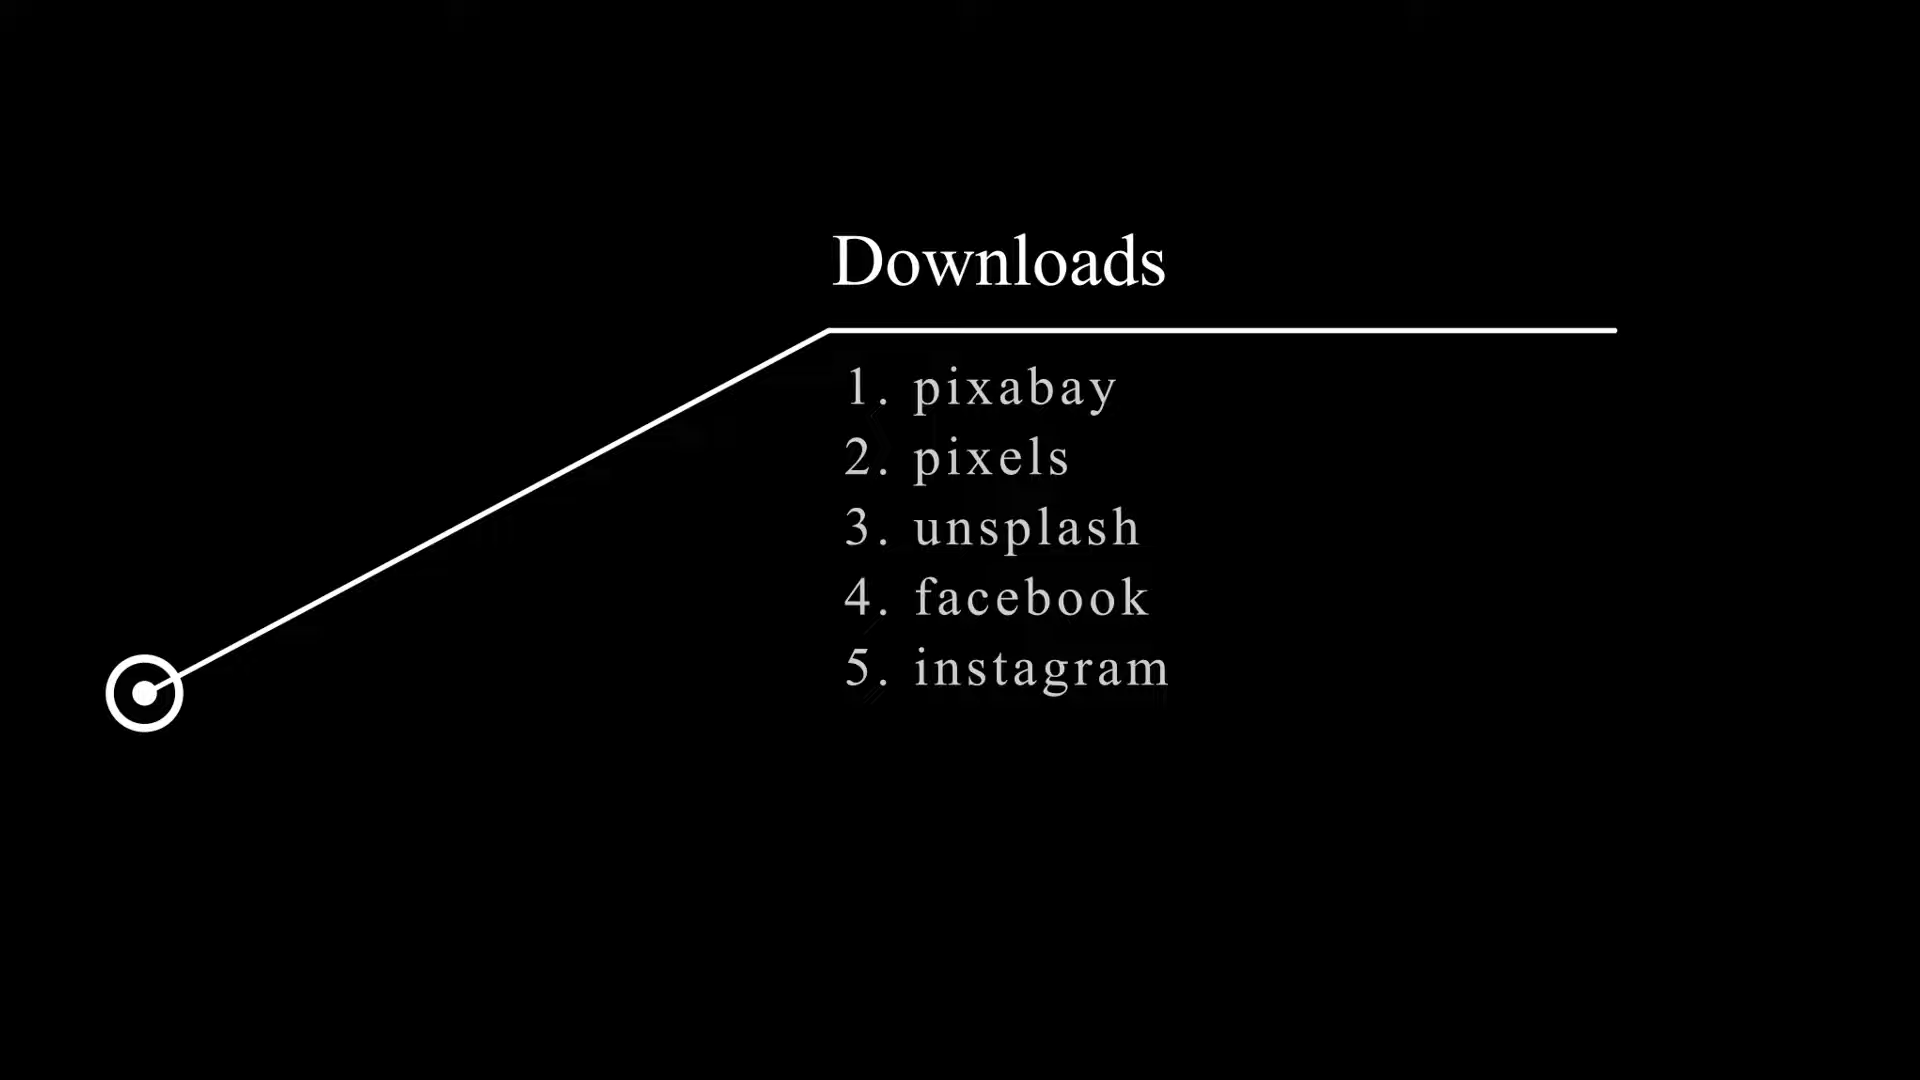 Downloads
1. pixabay
2. pixels
3. unsplash
4. facebook
5. instagram